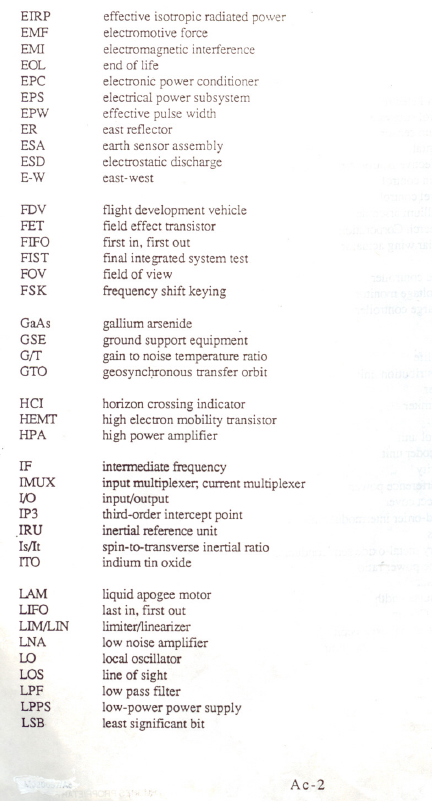 EIRP effective isotropic radiated power
EMF electromotive force
EMI electromagnetic interference
EOL end of life
EPC electronic power conditioner
EPS electrical power subsystem
EPW effective pulse width
ER east reflector
ESA earth sensor assembly
ESD electrostatic discharge
E-W east-west
FDV flight development vehicle
FET field effect transistor
FIFO first in, first out
FIST final integrated system test
FOV field of view
FSK frequency shift keying
GaAs gallium arsenide
GSE ground support equipment
G/T gain to noise temperature ratio
GTO geosynchronous transfer orbit
HCI horizon crossing indicator
HEMT high electron mobility transistor
HPA high power amplifier
IF intermediate frequency
IMUX input multiplexer; current multiplexer
I/O input/output
IP3 third-order intercept point
IRU inertial reference unit
Is/It spin-to-transverse inertial ratio
ITO indium tin oxide
LAM liquid apogee motor
LIFO last in, first out
LIM/LIN limiter/linearizer
LNA low noise amplifier
LO local oscillator
LOS line of sight
LPF low pass filter
LPPS low-power power supply
LSB least significant bit
Ac-2